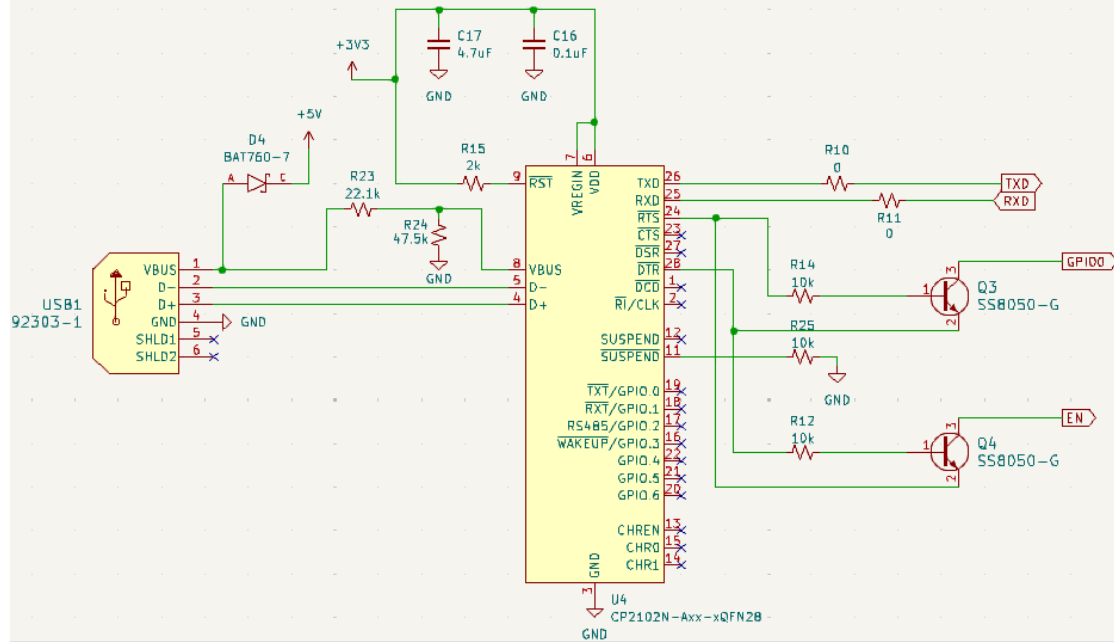 +3V3
C17
4.7uF
GND
C16
0.1uF
GND
+5V
D4
BAT760-7
A
C
R23
22.1k
R24
47.5k
GND
R15
2k
USB1
92303-1
VBUS 1
D- 2
D+ 3
GND 4
GND
SHLD1 5
SHLD2 6
7
6
VREGIN
VDD
9 RST
8 VBUS
5 D-
4 D+
TXD 26
RXD 25
RTS 24
CTS 23
DSR 27
DTR 28
DCD 1
RI/CLK 2
SUSPEND 12
SUSPEND 11
TXT/GPIO.0 19
RXT/GPIO.1 18
RS485/GPIO.2 17
WAKEUP/GPIO.3 16
GPIO.4 22
GPIO.5 21
GPIO.6 20
CHREN 13
CHR0 15
CHR1 14
GND
3
GND
U4
CP2102N-Axx-xQFN28
R10
0
TXD
RXD
R11
0
R14
10k
GPIO0
3
1
2
Q3
SS8050-G
R25
10k
GND
R12
10k
EN
3
1
2
Q4
SS8050-G